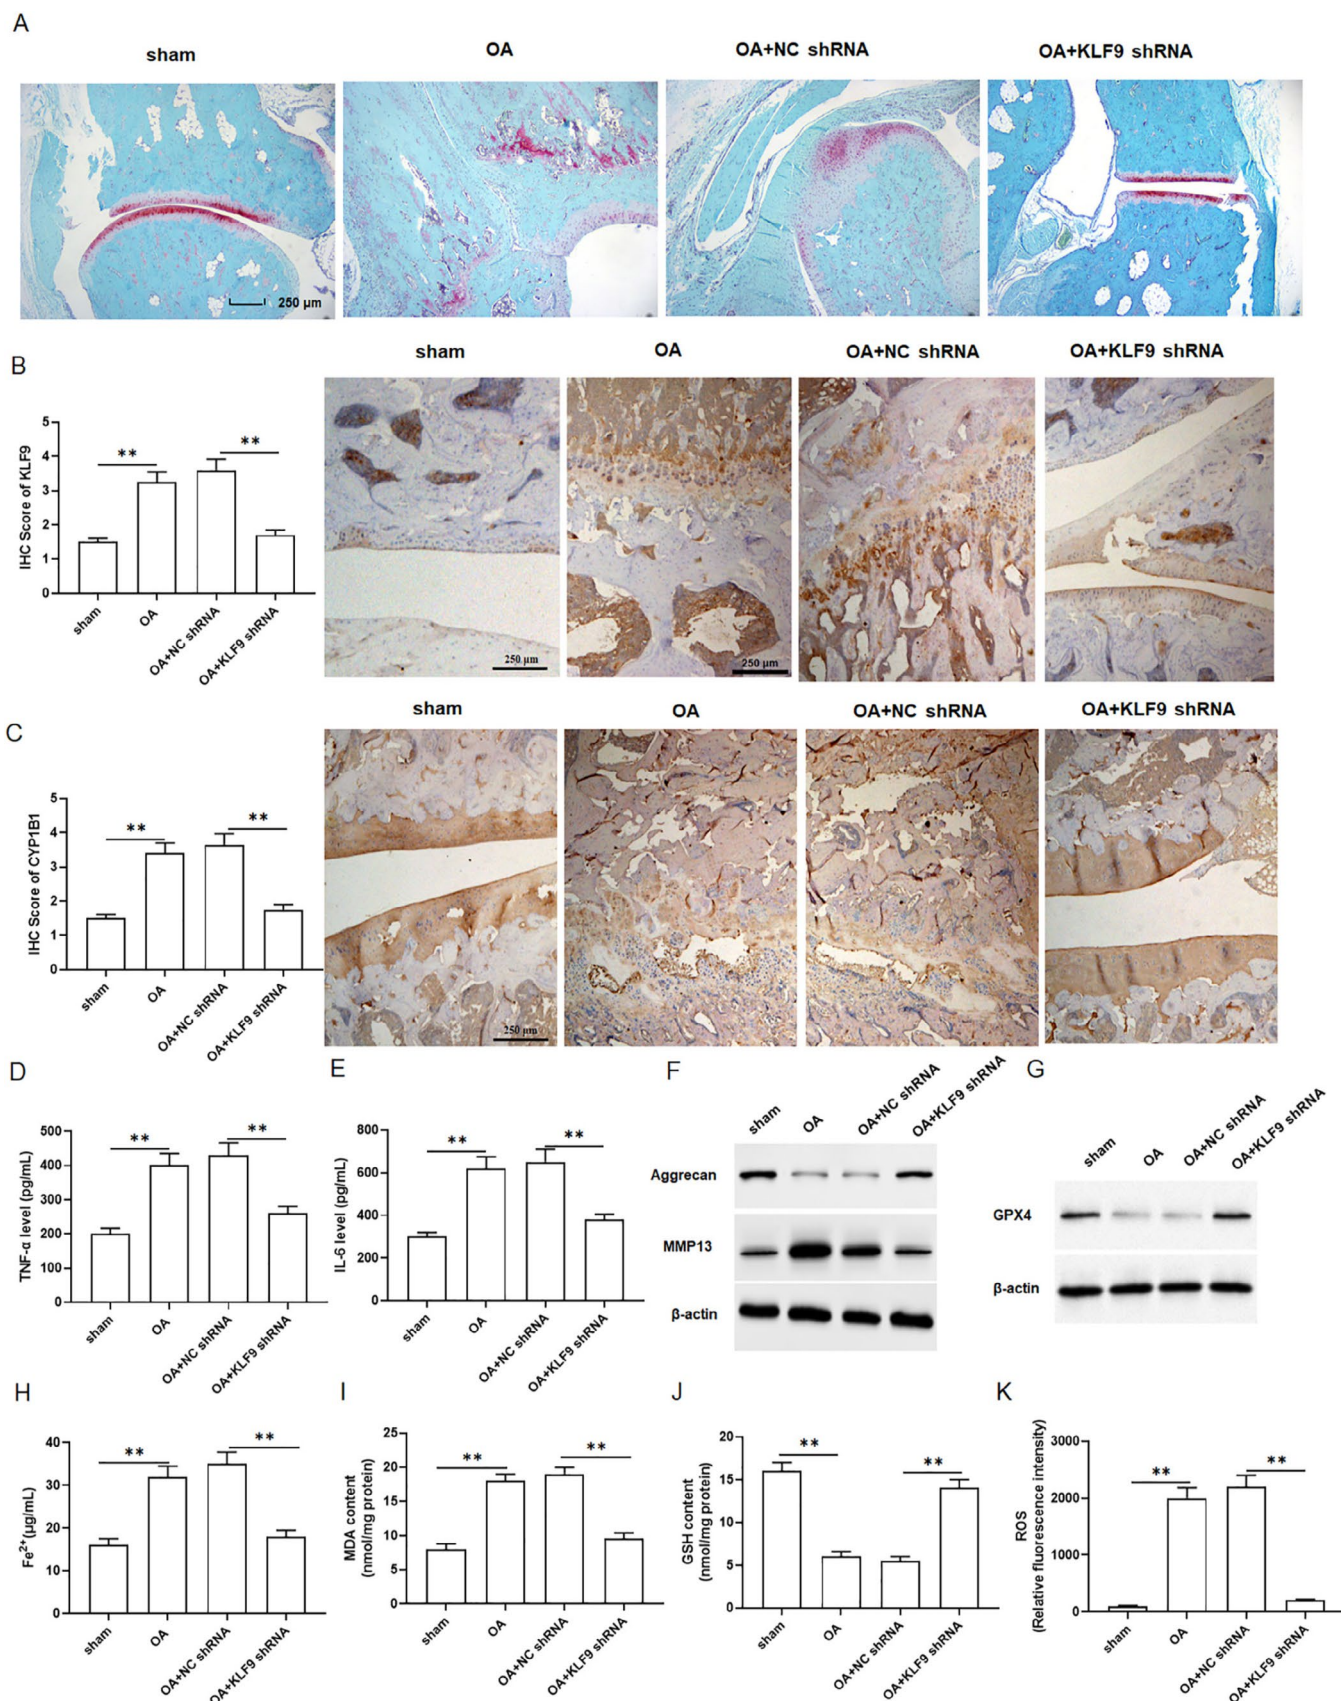 A
sham
OA
OA+NC shRNA
OA+KLF9 shRNA
250 µm
B
sham
OA
OA+NC shRNA
OA+KLF9 shRNA
IHC Score of KLF9
5
4
3
2
1
0
**
**
sham
OA
OA+NC shRNA
OA+KLF9 shRNA
250 µm
250 µm
C
sham
OA
OA+NC shRNA
OA+KLF9 shRNA
IHC Score of CYP1B1
5
4
3
2
1
0
**
**
sham
OA
OA+NC shRNA
OA+KLF9 shRNA
250 µm
D
TNF-α level (pg/mL)
500
400
300
200
100
0
**
**
sham
OA
OA+NC shRNA
OA+KLF9 shRNA
E
IL-6 level (pg/mL)
800
600
400
200
0
**
**
sham
OA
OA+NC shRNA
OA+KLF9 shRNA
F
sham
OA
OA+NC shRNA
OA+KLF9 shRNA
Aggrecan
MMP13
β-actin
G
sham
OA
OA+NC shRNA
OA+KLF9 shRNA
GPX4
β-actin
H
Fe2+(µg/mL)
40
30
20
10
0
**
**
sham
OA
OA+NC shRNA
OA+KLF9 shRNA
I
MDA content
(nmol/mg protein)
25
20
15
10
5
0
**
**
sham
OA
OA+NC shRNA
OA+KLF9 shRNA
J
GSH content
(nmol/mg protein)
20
15
10
5
0
**
**
sham
OA
OA+NC shRNA
OA+KLF9 shRNA
K
ROS
(Relative fluorescence intensity)
3000
2000
1000
0
**
**
sham
OA
OA+NC shRNA
OA+KLF9 shRNA